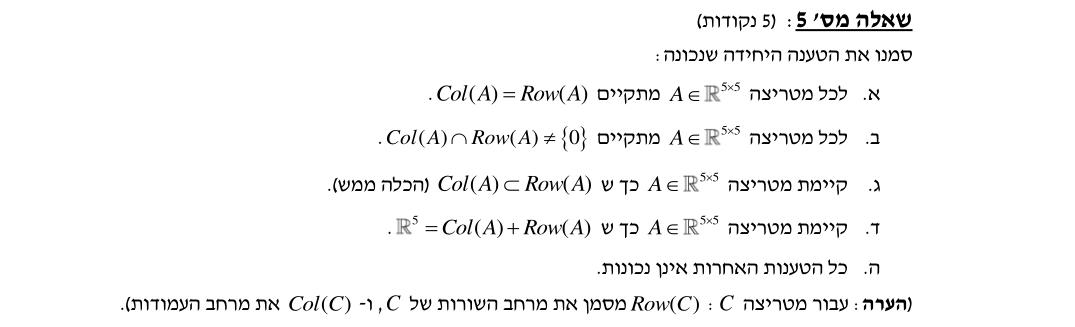 שאלה מס' 5 : (5 נקודות)
סמנו את הטענה היחידה שנכונה :
א. לכל מטריצה A ∈ ℝ^{5×5} מתקיים Col(A) = Row(A) .
ב. לכל מטריצה A ∈ ℝ^{5×5} מתקיים Col(A) ∩ Row(A) ≠ {0} .
ג. קיימת מטריצה A ∈ ℝ^{5×5} כך ש Col(A) ⊂ Row(A) (הכלה ממש).
ד. קיימת מטריצה A ∈ ℝ^{5×5} כך ש ℝ^5 = Col(A) + Row(A) .
ה. כל הטענות האחרות אינן נכונות.
(הערה : עבור מטריצה C : Row(C) מסמן את מרחב השורות של C , ו- Col(C) את מרחב העמודות).